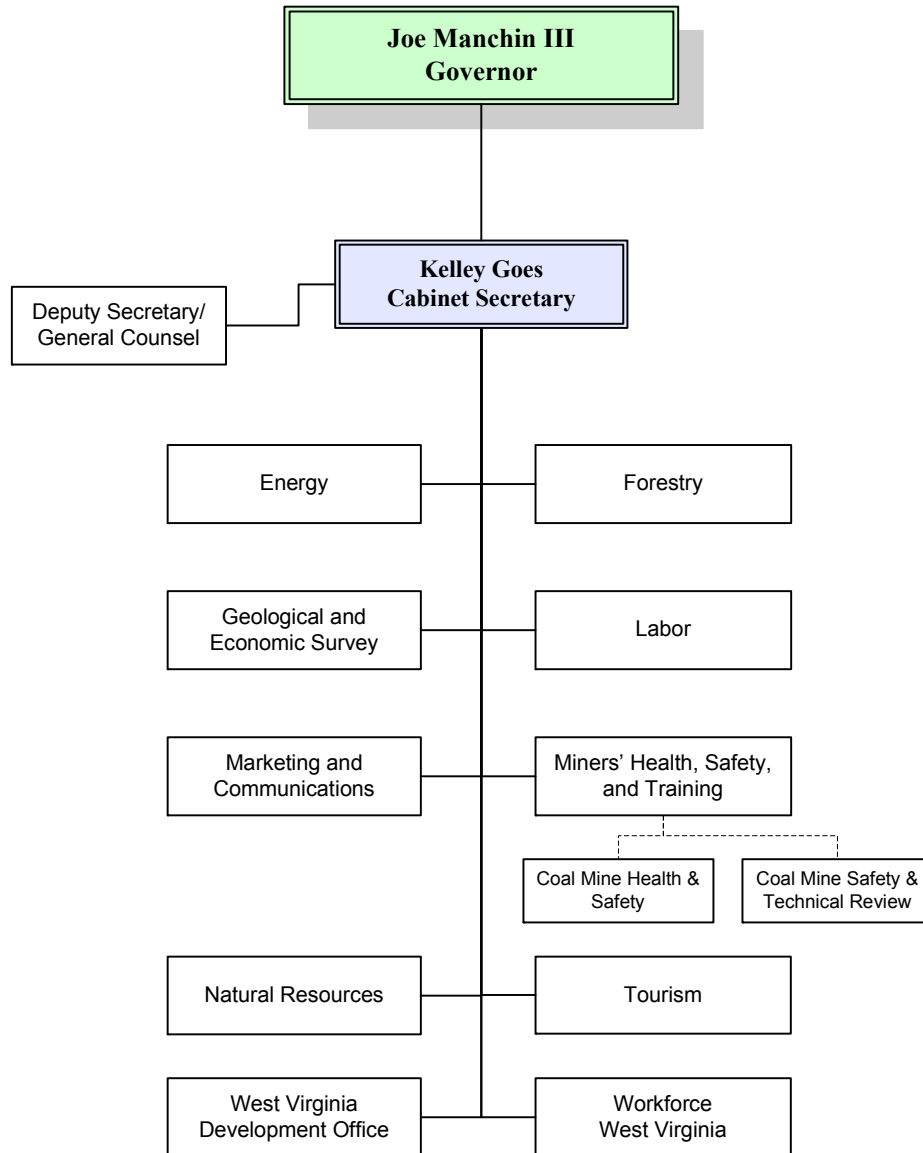 Joe Manchin III
Governor
Kelley Goes
Cabinet Secretary
Deputy Secretary/
General Counsel
Energy
Forestry
Geological and
Economic Survey
Labor
Marketing and
Communications
Miners’ Health, Safety,
and Training
Coal Mine Health &
Safety
Coal Mine Safety &
Technical Review
Natural Resources
Tourism
West Virginia
Development Office
Workforce
West Virginia